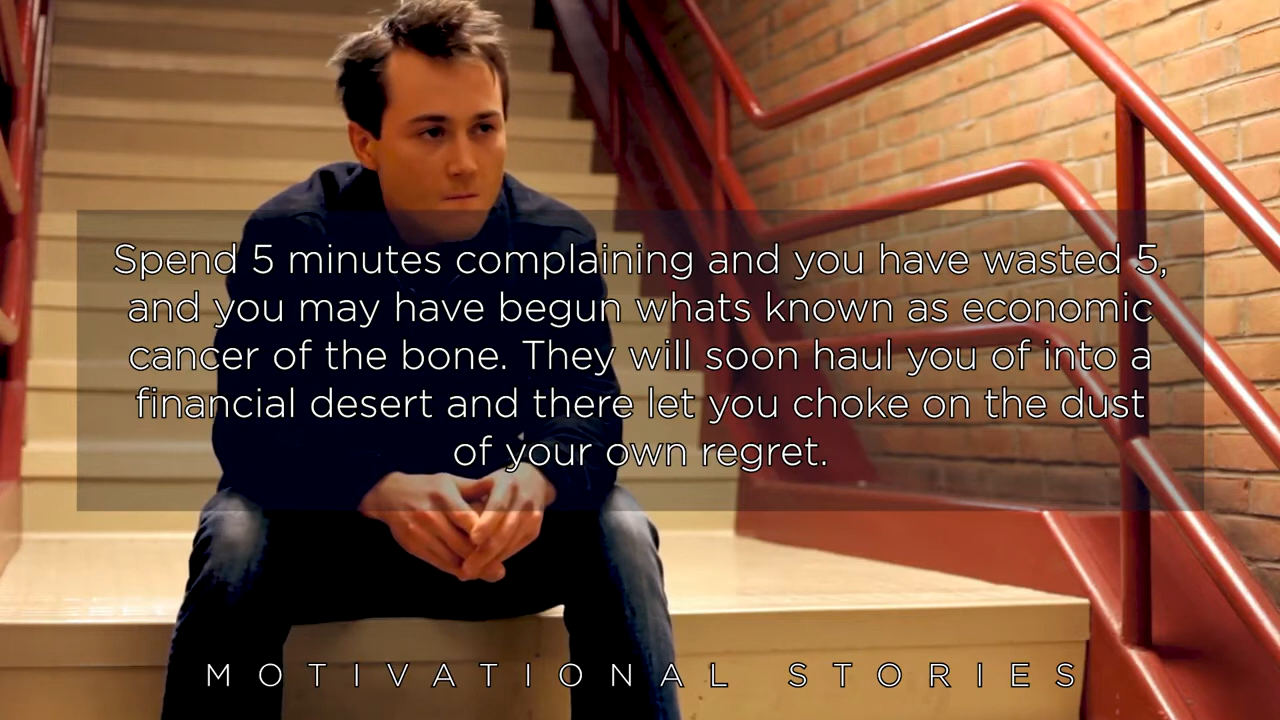 Spend 5 minutes complaining and you have wasted 5,
and you may have begun whats known as economic
cancer of the bone. They will soon haul you of into a
financial desert and there let you choke on the dust
of your own regret.
MOTIVATIONAL STORIES